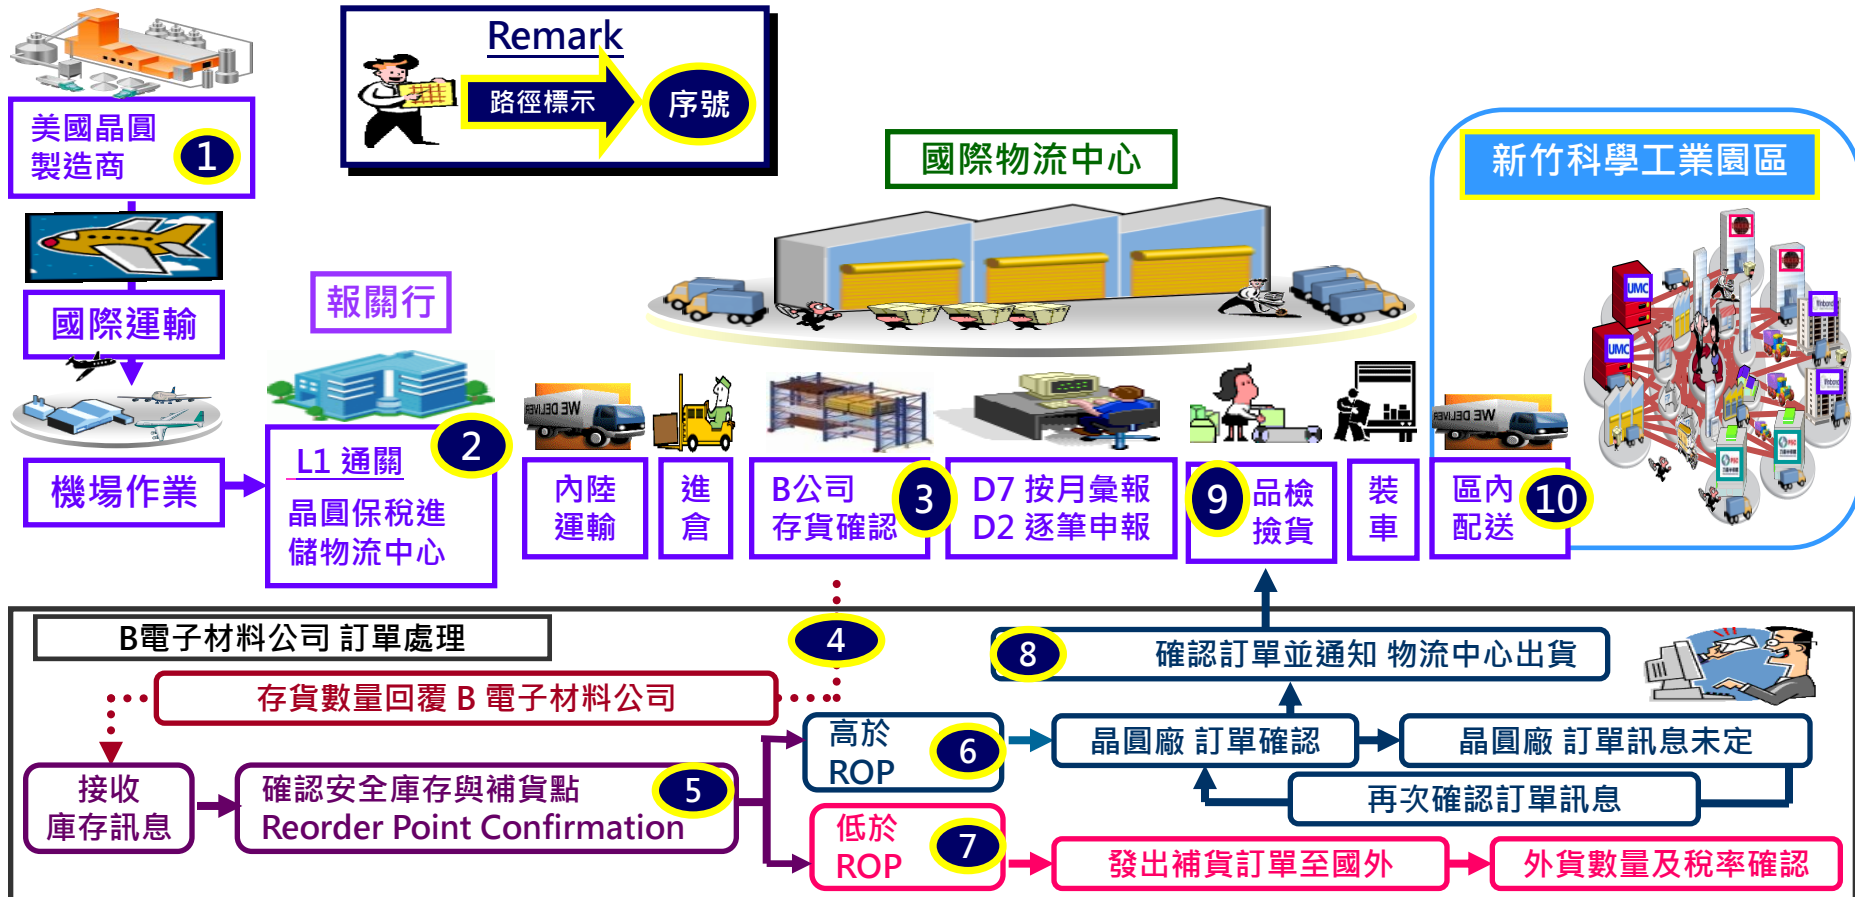 Remark
路徑標示
序號
美國晶圓
製造商
1
國際物流中心
新竹科學工業園區
國際運輸
報關行
UMC
UMC
Winbond
Winbond
PSC
PSC
WE DELIVER
WE DELIVER
機場作業
L1 通關
2
晶圓保稅進
儲物流中心
內陸
運輸
進
倉
B公司
存貨確認
3
D7 按月彙報
D2 逐筆申報
9
品檢
撿貨
裝
車
區內
配送
10
B電子材料公司 訂單處理
4
8
確認訂單並通知 物流中心出貨
存貨數量回覆 B 電子材料公司
高於
ROP
6
晶圓廠 訂單確認
晶圓廠 訂單訊息未定
再次確認訂單訊息
接收
庫存訊息
確認安全庫存與補貨點
Reorder Point Confirmation
5
低於
ROP
7
發出補貨訂單至國外
外貨數量及稅率確認